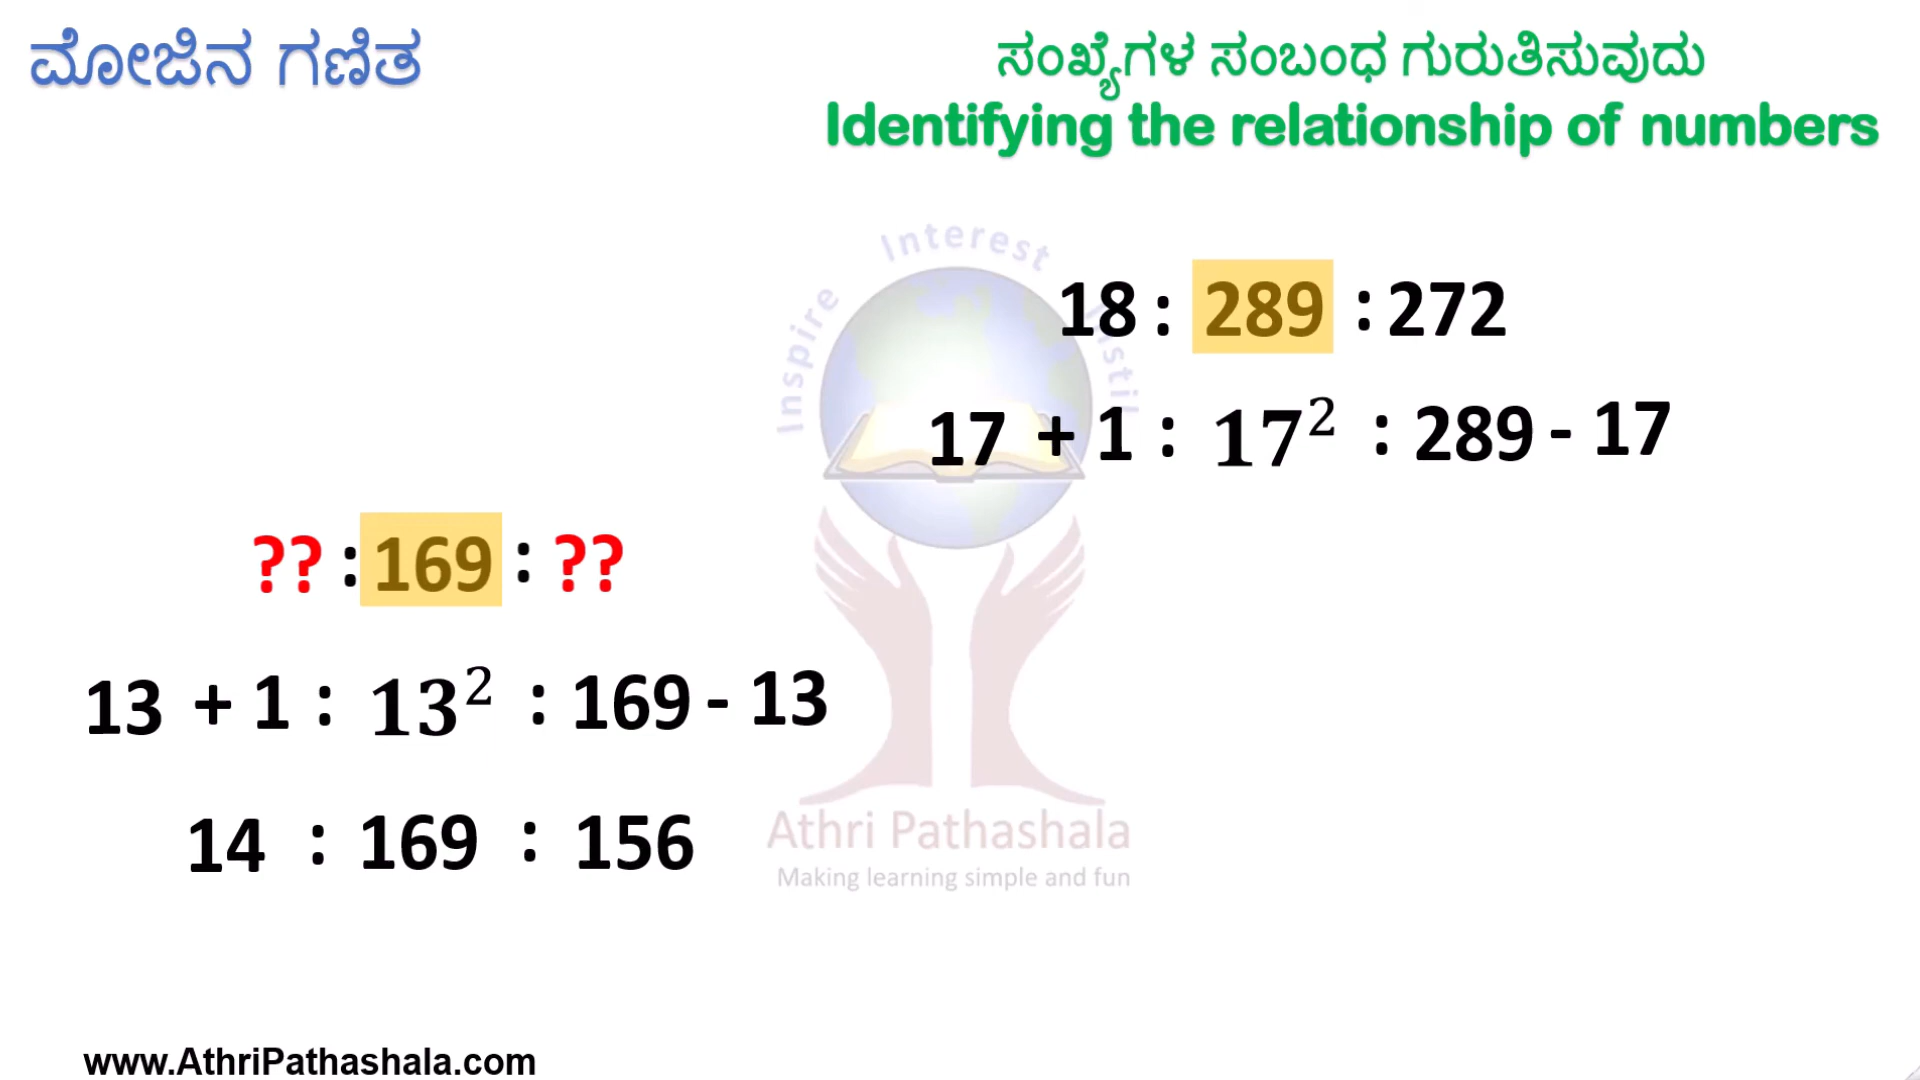 ಮೋಜಿನ ಗಣಿತ
ಸಂಖ್ಯೆಗಳ ಸಂಬಂಧ ಗುರುತಿಸುವುದು
Identifying the relationship of numbers
Inspire Interest Instil
18 : 289 : 272
17 + 1 : 17² : 289 - 17
?? : 169 : ??
13 + 1 : 13² : 169 - 13
14 : 169 : 156
Athri Pathashala
Making learning simple and fun
www.AthriPathashala.com